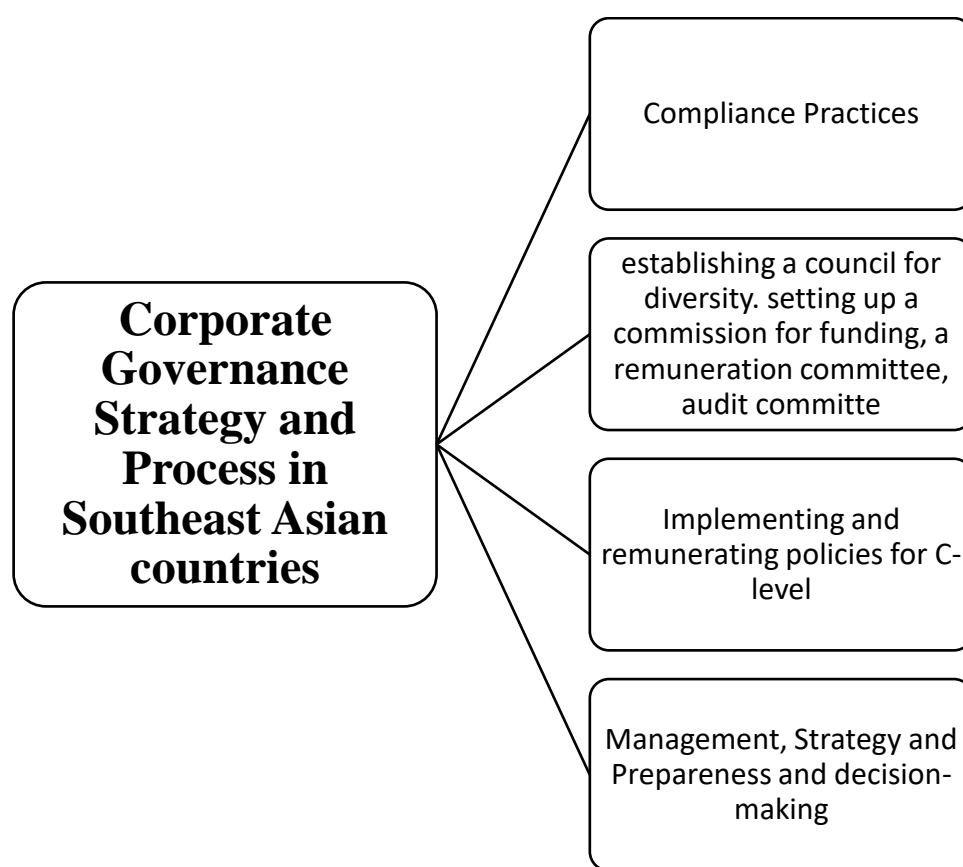 Corporate
Governance
Strategy and
Process in
Southeast Asian
countries
Compliance Practices
establishing a council for
diversity. setting up a
commission for funding, a
remuneration committee,
audit committe
Implementing and
remunerating policies for C-
level
Management, Strategy and
Prepareness and decision-
making